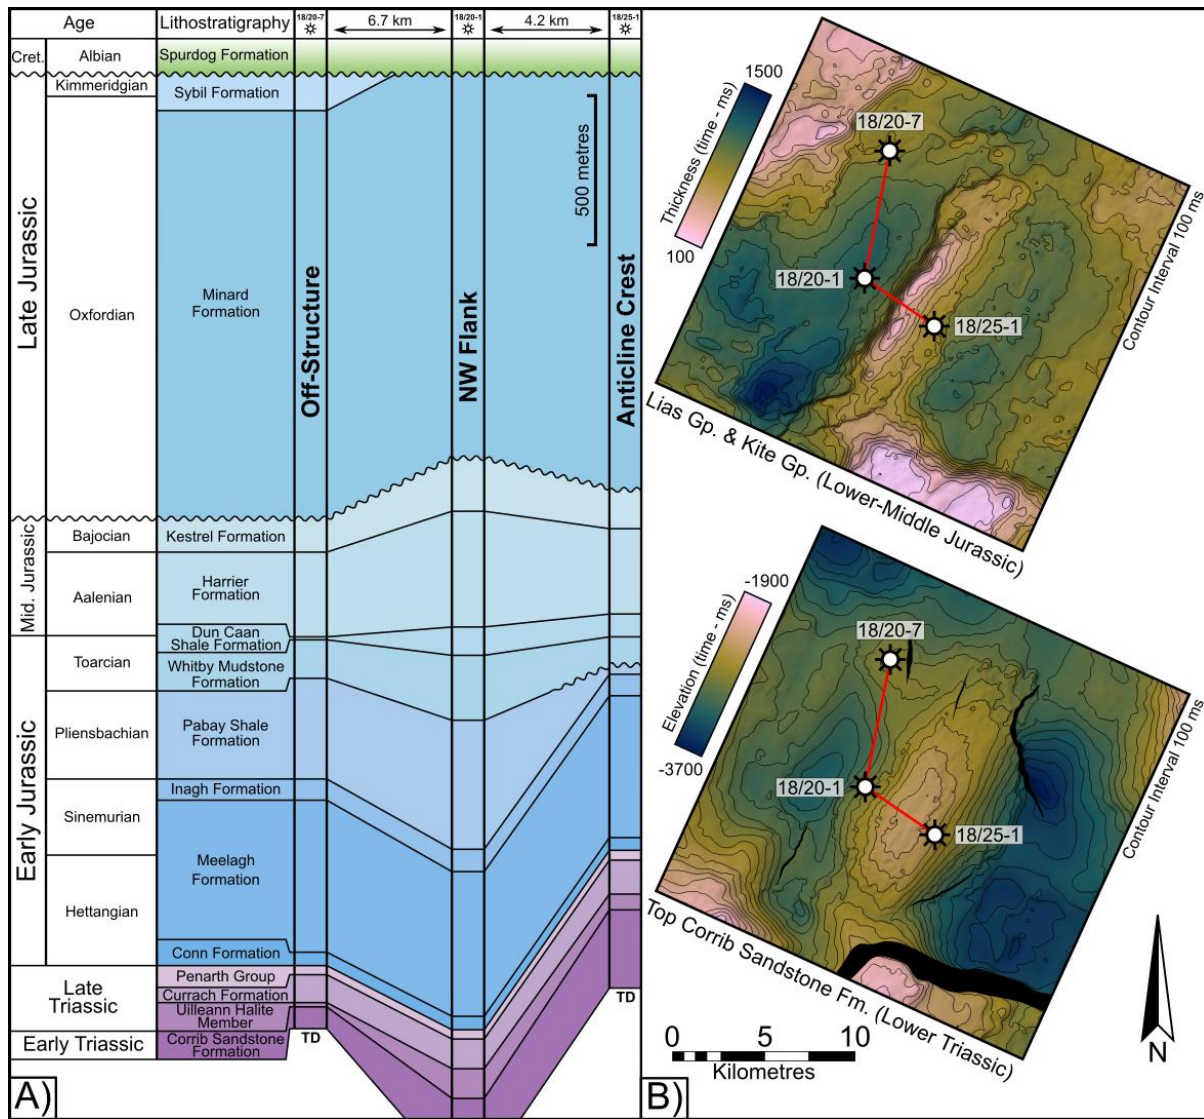 Age
Lithostratigraphy
18/20-7
6.7 km
18/20-1
4.2 km
18/25-1
Cret.
Albian
Spurdog Formation
Late Jurassic
Kimmeridgian
Sybil Formation
Oxfordian
Minard
Formation
500 metres
Off-Structure
NW Flank
Anticline Crest
Mid. Jurassic
Bajocian
Kestrel Formation
Aalenian
Harrier
Formation
Dun Caan
Shale Formation
Early Jurassic
Toarcian
Whitby Mudstone
Formation
Pliensbachian
Pabay Shale
Formation
Sinemurian
Inagh Formation
Meelagh
Formation
Hettangian
Conn Formation
Late
Triassic
Penarth Group
Currach Formation
Uilleann Halite
Member
Early Triassic
Corrib Sandstone
Formation
TD
TD
A)
1500
Thickness (time - ms)
100
18/20-7
18/20-1
18/25-1
Contour Interval 100 ms
Lias Gp. & Kite Gp. (Lower-Middle Jurassic)
-1900
Elevation (time - ms)
-3700
18/20-7
18/20-1
18/25-1
Contour Interval 100 ms
Top Corrib Sandstone Fm. (Lower Triassic)
0 5 10
Kilometres
N
B)